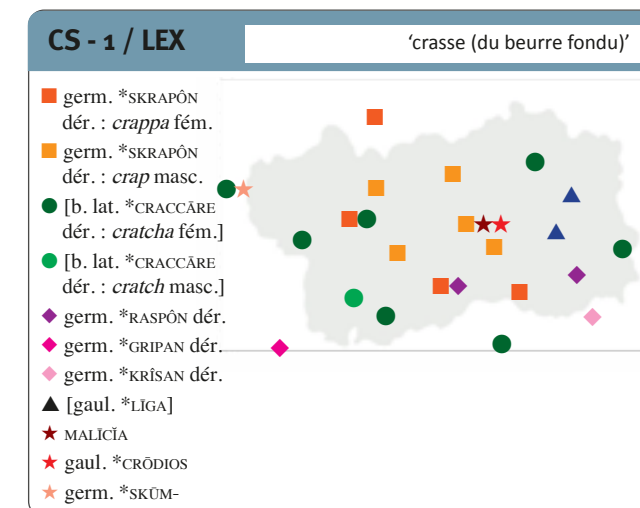 CS - 1 / LEX
‘crasse (du beurre fondu)’
germ. *SKRAPÔN
dér. : crappa fém.
germ. *SKRAPÔN
dér. : crap masc.
[b. lat. *CRACCĀRE
dér. : cratcha fém.]
[b. lat. *CRACCĀRE
dér. : cratch masc.]
germ. *RASPÔN dér.
germ. *GRIPAN dér.
germ. *KRÎSAN dér.
[gaul. *LĪGA]
MALĪCĬA
gaul. *CRŌDIOS
germ. *SKŪM-